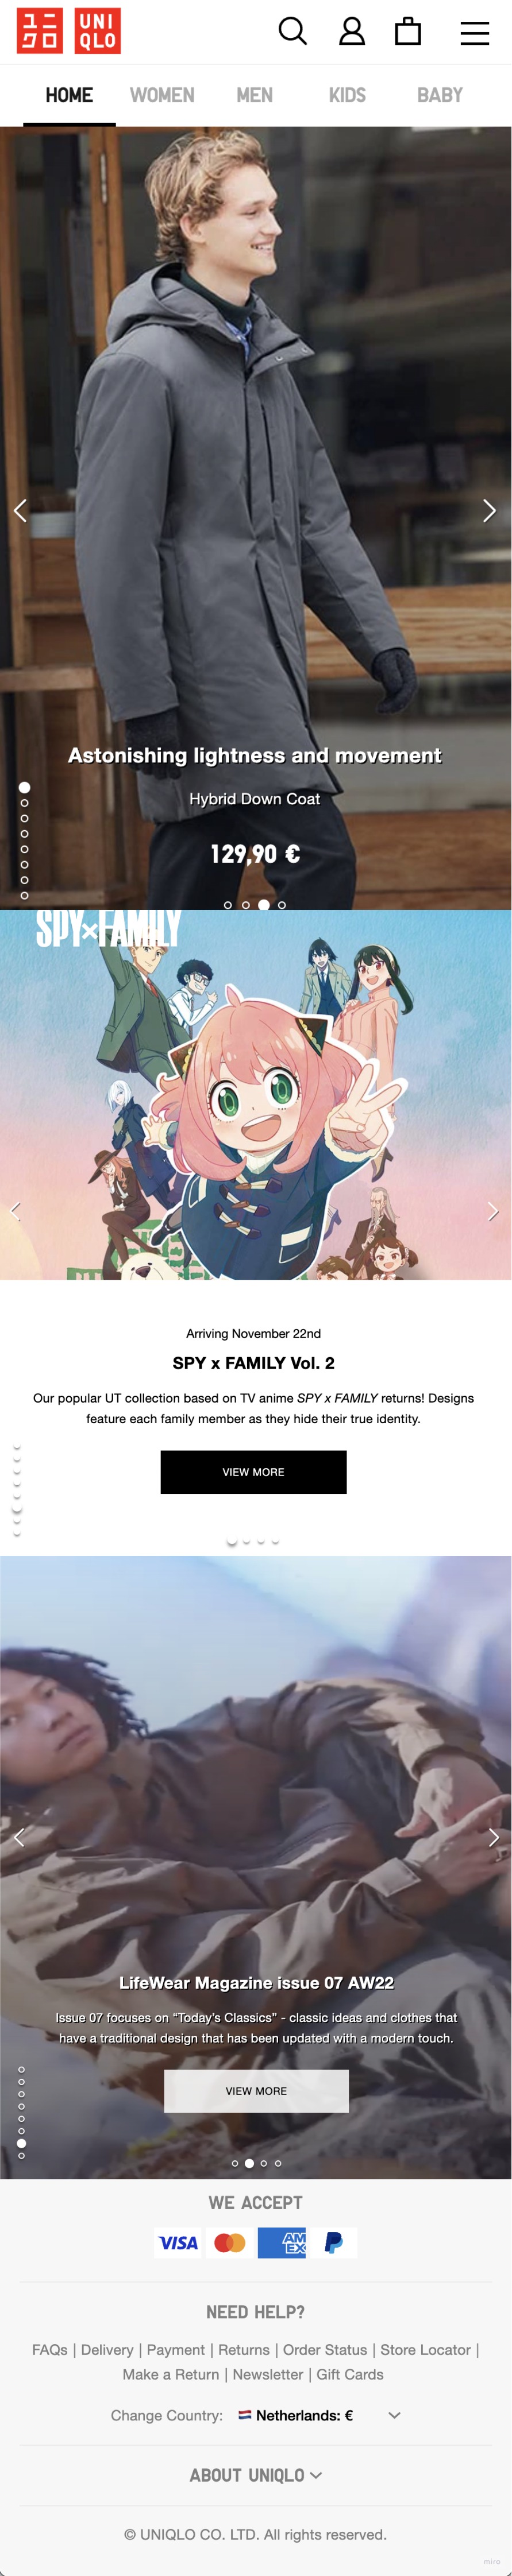 ユニ UNI
クロ QLO
HOME WOMEN MEN KIDS BABY
Astonishing lightness and movement
Hybrid Down Coat
129,90 €
SPY×FAMILY
Arriving November 22nd
SPY x FAMILY Vol. 2
Our popular UT collection based on TV anime SPY x FAMILY returns! Designs
feature each family member as they hide their true identity.
VIEW MORE
LifeWear Magazine issue 07 AW22
Issue 07 focuses on “Today’s Classics” - classic ideas and clothes that
have a traditional design that has been updated with a modern touch.
VIEW MORE
WE ACCEPT
VISA AM
EX
NEED HELP?
FAQs | Delivery | Payment | Returns | Order Status | Store Locator |
Make a Return | Newsletter | Gift Cards
Change Country: Netherlands: €
ABOUT UNIQLO
© UNIQLO CO. LTD. All rights reserved.
miro